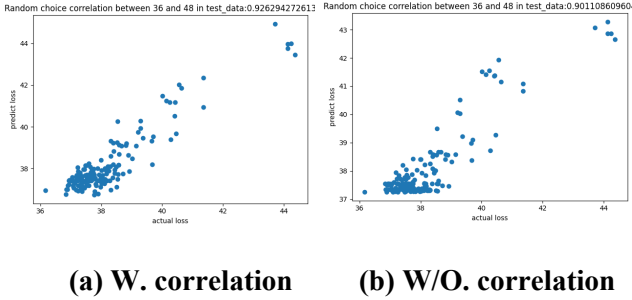 Random choice correlation between 36 and 48 in test_data:0.926294272613
44
42
40
38
predict loss
36
38
40
42
44
actual loss
(a) W. correlation
Random choice correlation between 36 and 48 in test_data:0.90110860960
43
42
41
40
39
38
37
predict loss
36
38
40
42
44
actual loss
(b) W/O. correlation